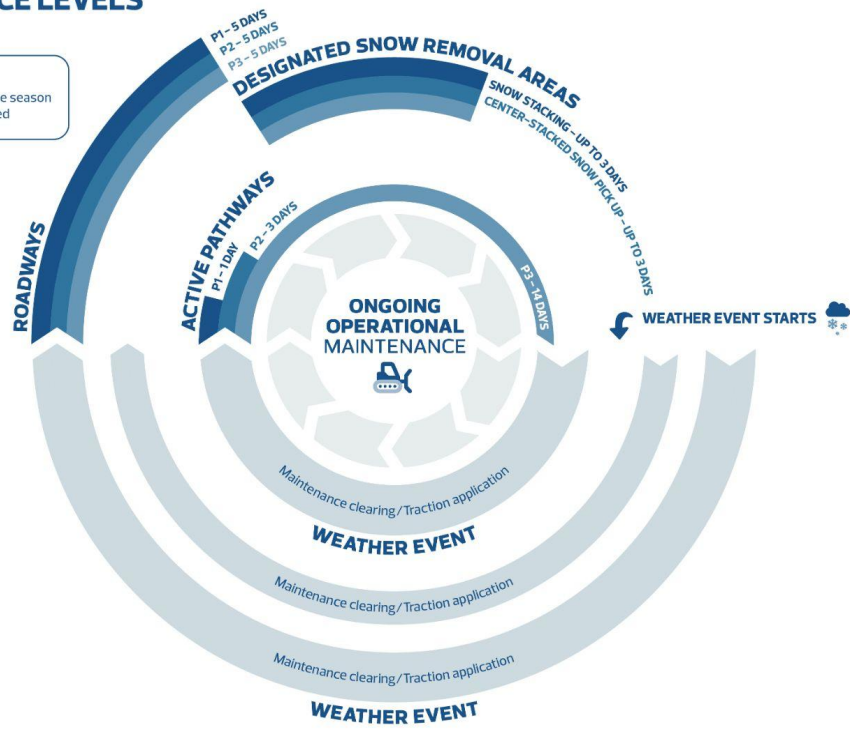 CE LEVELS
e season
ed
P1 – 5 DAYS
P2 – 5 DAYS
P3 – 5 DAYS
DESIGNATED SNOW REMOVAL AREAS
SNOW STACKING – UP TO 3 DAYS
CENTER-STACKED SNOW PICK UP – UP TO 3 DAYS
ROADWAYS
ACTIVE PATHWAYS
P1 – 1 DAY
P2 – 3 DAYS
P3 – 14 DAYS
ONGOING
OPERATIONAL
MAINTENANCE
WEATHER EVENT STARTS
Maintenance clearing/Traction application
WEATHER EVENT
Maintenance clearing/Traction application
Maintenance clearing/Traction application
WEATHER EVENT